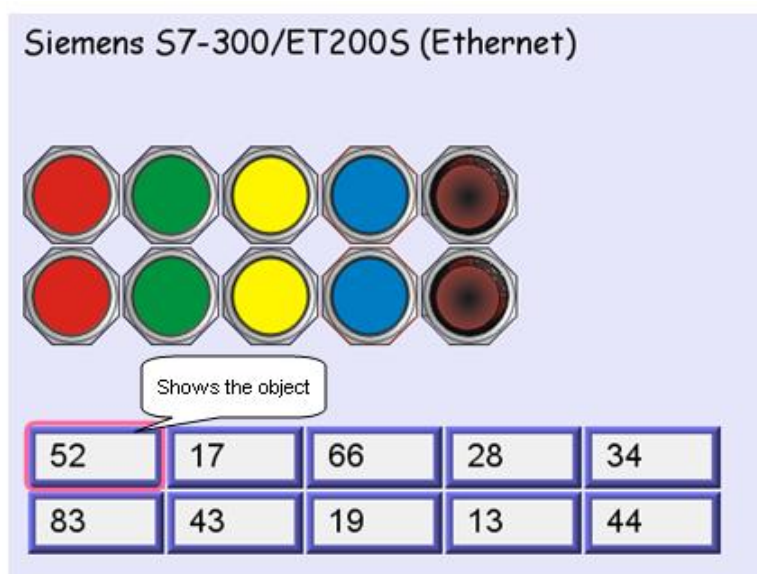 Siemens S7-300/ET200S (Ethernet)
Shows the object
52 17 66 28 34
83 43 19 13 44